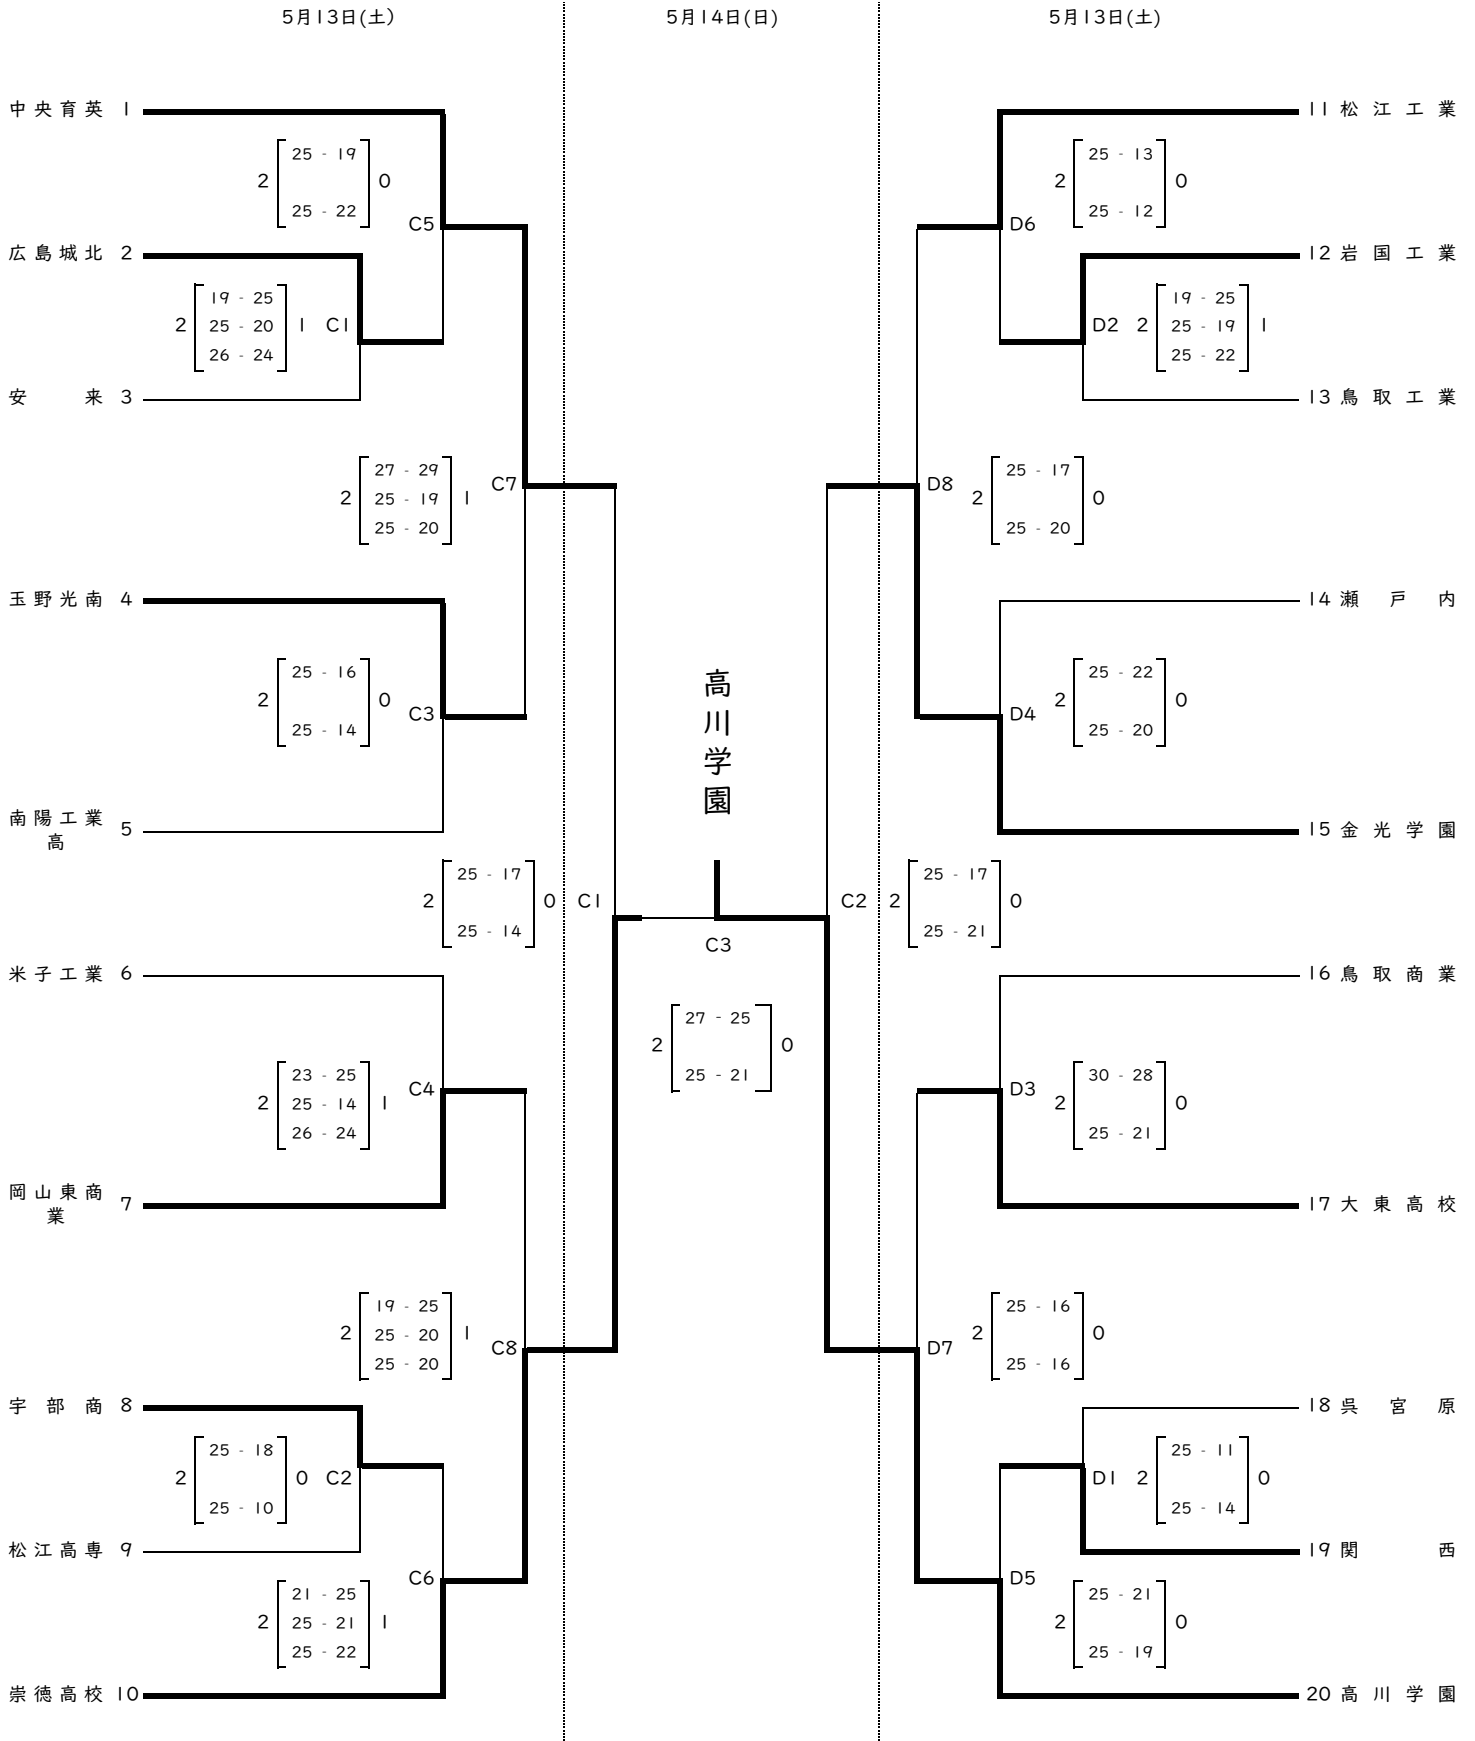 5月13日(土)
5月14日(日)
5月13日(土)
中央育英 1
25 - 19
2 0
25 - 22
C5
広島城北 2
19 - 25
2 25 - 20 1 C1
26 - 24
安来 3
27 - 29
2 25 - 19 1 C7
25 - 20
玉野光南 4
25 - 16
2 0
25 - 14
C3
南陽工業
高
5
25 - 17
2 0 C1
25 - 14
米子工業 6
23 - 25
2 25 - 14 1 C4
26 - 24
岡山東商
業
7
19 - 25
2 25 - 20 1 C8
25 - 20
宇部商 8
25 - 18
2 0 C2
25 - 10
松江高専 9
C6
21 - 25
2 25 - 21 1
25 - 22
崇徳高校 10
高川学園
C3
27 - 25
2 0
25 - 21
11 松江工業
25 - 13
2 0
25 - 12
D6
12 岩国工業
19 - 25
D2 2 25 - 19 1
25 - 22
13 鳥取工業
25 - 17
D8 2 0
25 - 20
14 瀬戸内
25 - 22
2 0
25 - 20
D4
15 金光学園
25 - 17
C2 2 0
25 - 21
16 鳥取商業
30 - 28
D3 2 0
25 - 21
17 大東高校
25 - 16
D7 2 0
25 - 16
18 呉宮原
25 - 11
D1 2 0
25 - 14
19 関西
D5
25 - 21
2 0
25 - 19
20 高川学園